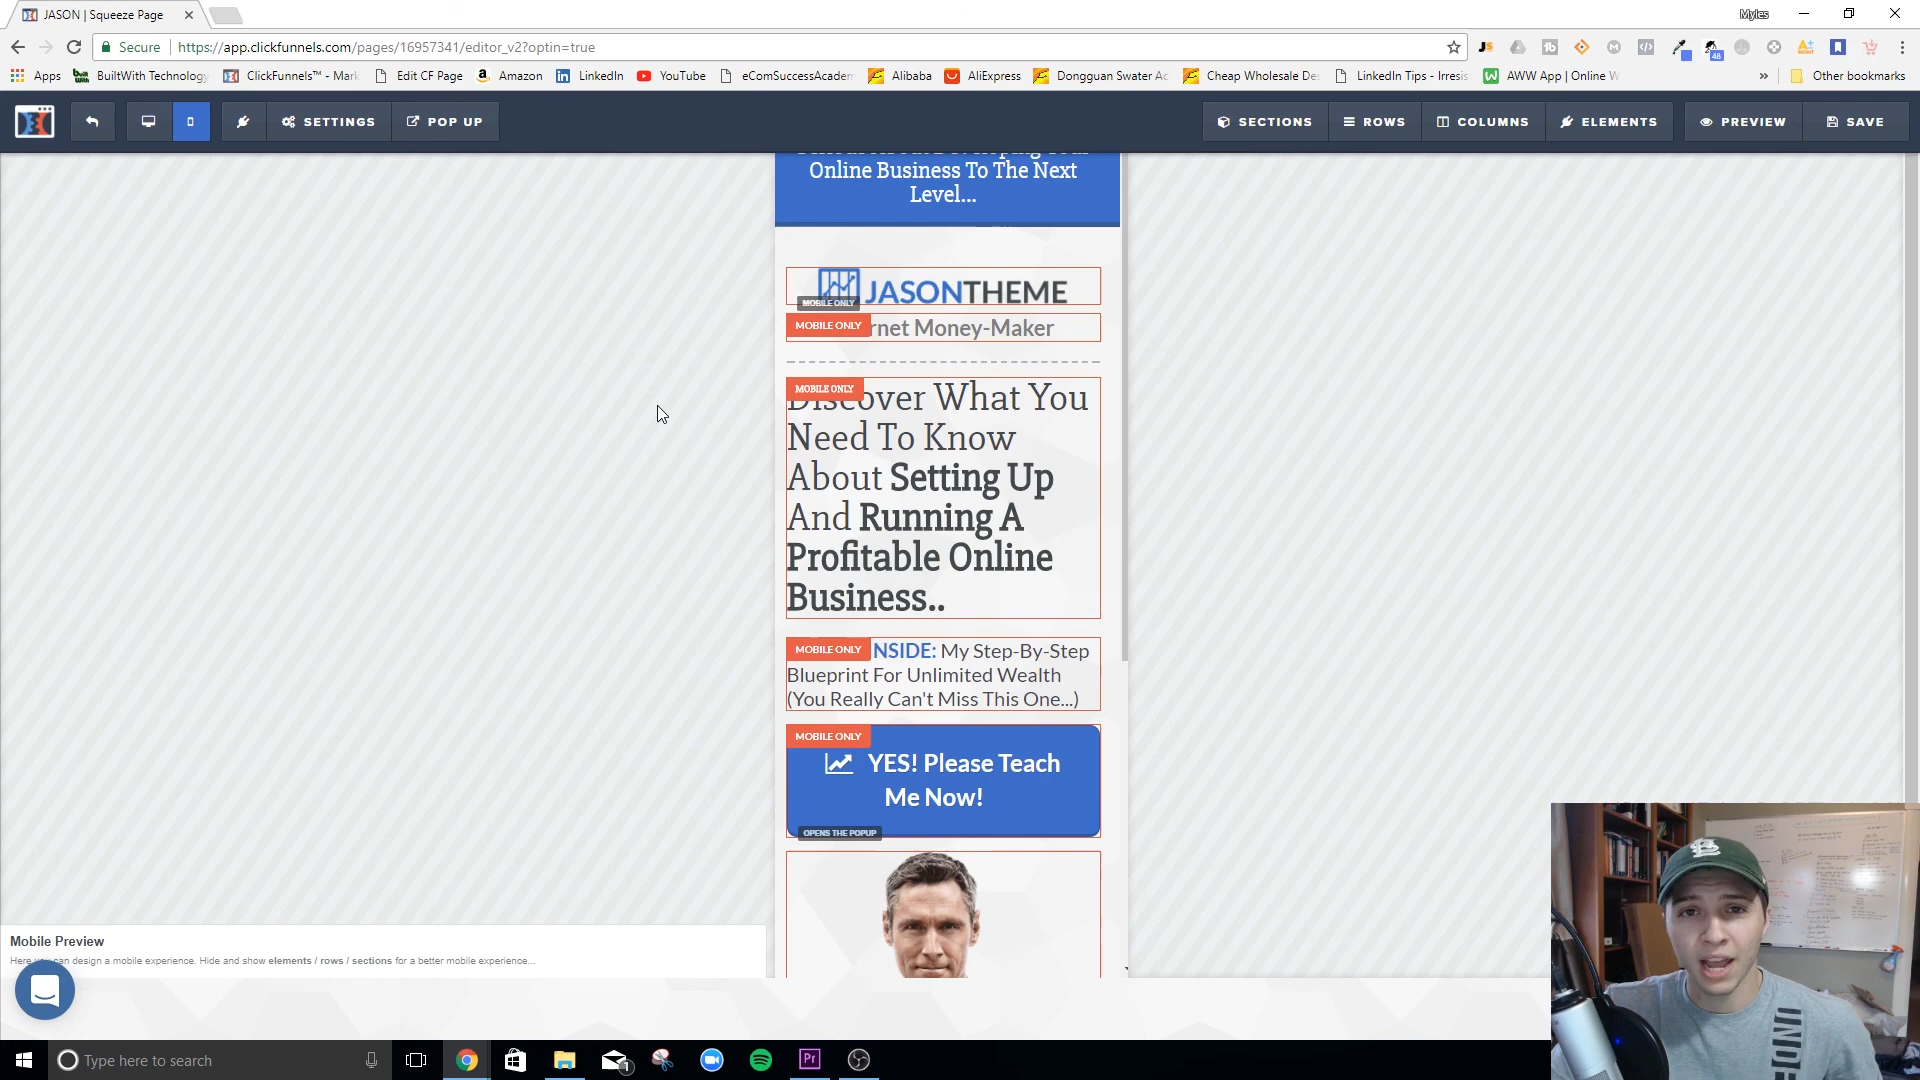 JASON | Squeeze Page
Myles
Secure
https://app.clickfunnels.com/pages/16957341/editor_v2?optin=true
Apps
BuiltWith Technology
ClickFunnels™ - Mark
Edit CF Page
Amazon
LinkedIn
YouTube
eComSuccessAcadem
Alibaba
AliExpress
Dongguan Swater Ac
Cheap Wholesale De
LinkedIn Tips - Irresis
AWW App | Online W
»
Other bookmarks
SETTINGS
POP UP
SECTIONS
ROWS
COLUMNS
ELEMENTS
PREVIEW
SAVE
Online Business To The Next
Level...
JASONTHEME
MOBILE ONLY
MOBILE ONLY
rnet Money-Maker
MOBILE ONLY
Discover What You
Need To Know
About Setting Up
And Running A
Profitable Online
Business..
MOBILE ONLY
NSIDE: My Step-By-Step
Blueprint For Unlimited Wealth
(You Really Can't Miss This One...)
MOBILE ONLY
YES! Please Teach
Me Now!
OPENS THE POPUP
Mobile Preview
Here you can design a mobile experience. Hide and show elements / rows / sections for a better mobile experience...
Type here to search
1
Pr